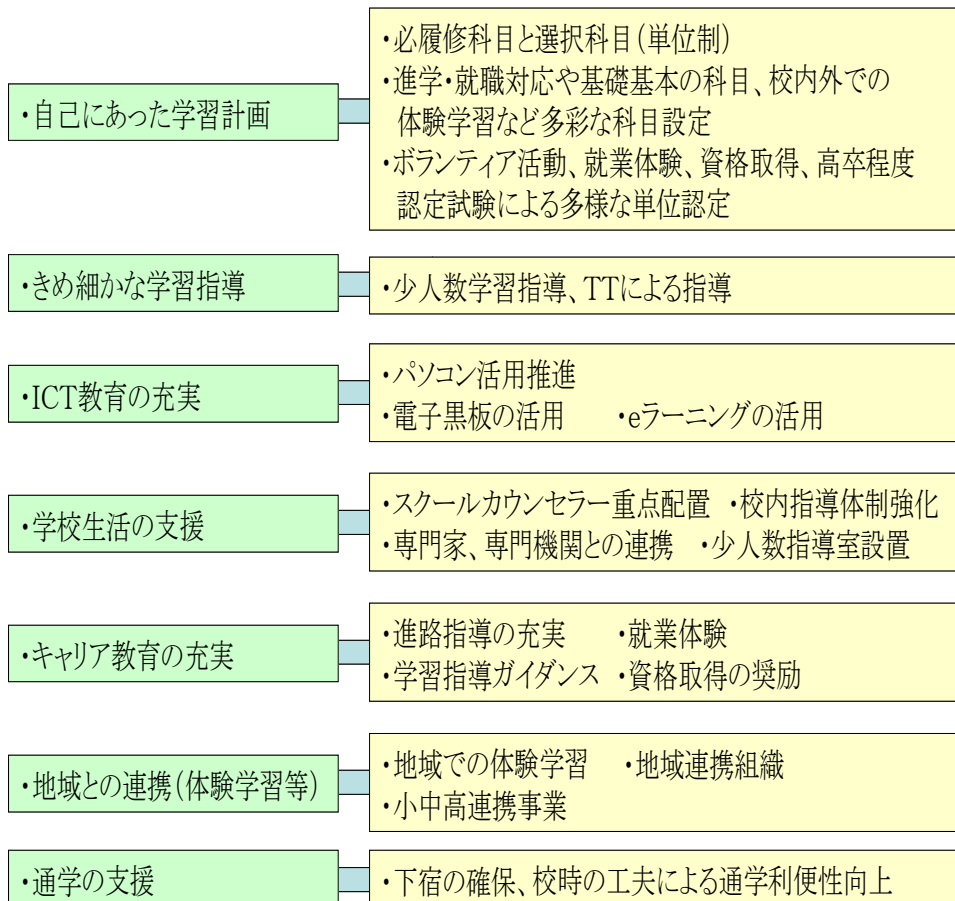 ・自己にあった学習計画
・必履修科目と選択科目(単位制)
・進学・就職対応や基礎基本の科目、校内外での
体験学習など多彩な科目設定
・ボランティア活動、就業体験、資格取得、高卒程度
認定試験による多様な単位認定
・きめ細かな学習指導
・少人数学習指導、TTによる指導
・ICT教育の充実
・パソコン活用推進
・電子黒板の活用 ・eラーニングの活用
・学校生活の支援
・スクールカウンセラー重点配置 ・校内指導体制強化
・専門家、専門機関との連携 ・少人数指導室設置
・キャリア教育の充実
・進路指導の充実 ・就業体験
・学習指導ガイダンス ・資格取得の奨励
・地域との連携(体験学習等)
・地域での体験学習 ・地域連携組織
・小中高連携事業
・通学の支援
・下宿の確保、校時の工夫による通学利便性向上